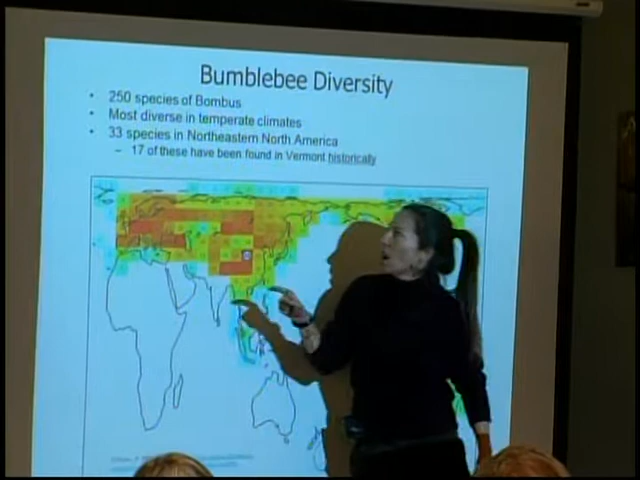 Bumblebee Diversity
• 250 species of Bombus
• Most diverse in temperate climates
• 33 species in Northeastern North America
– 17 of these have been found in Vermont historically